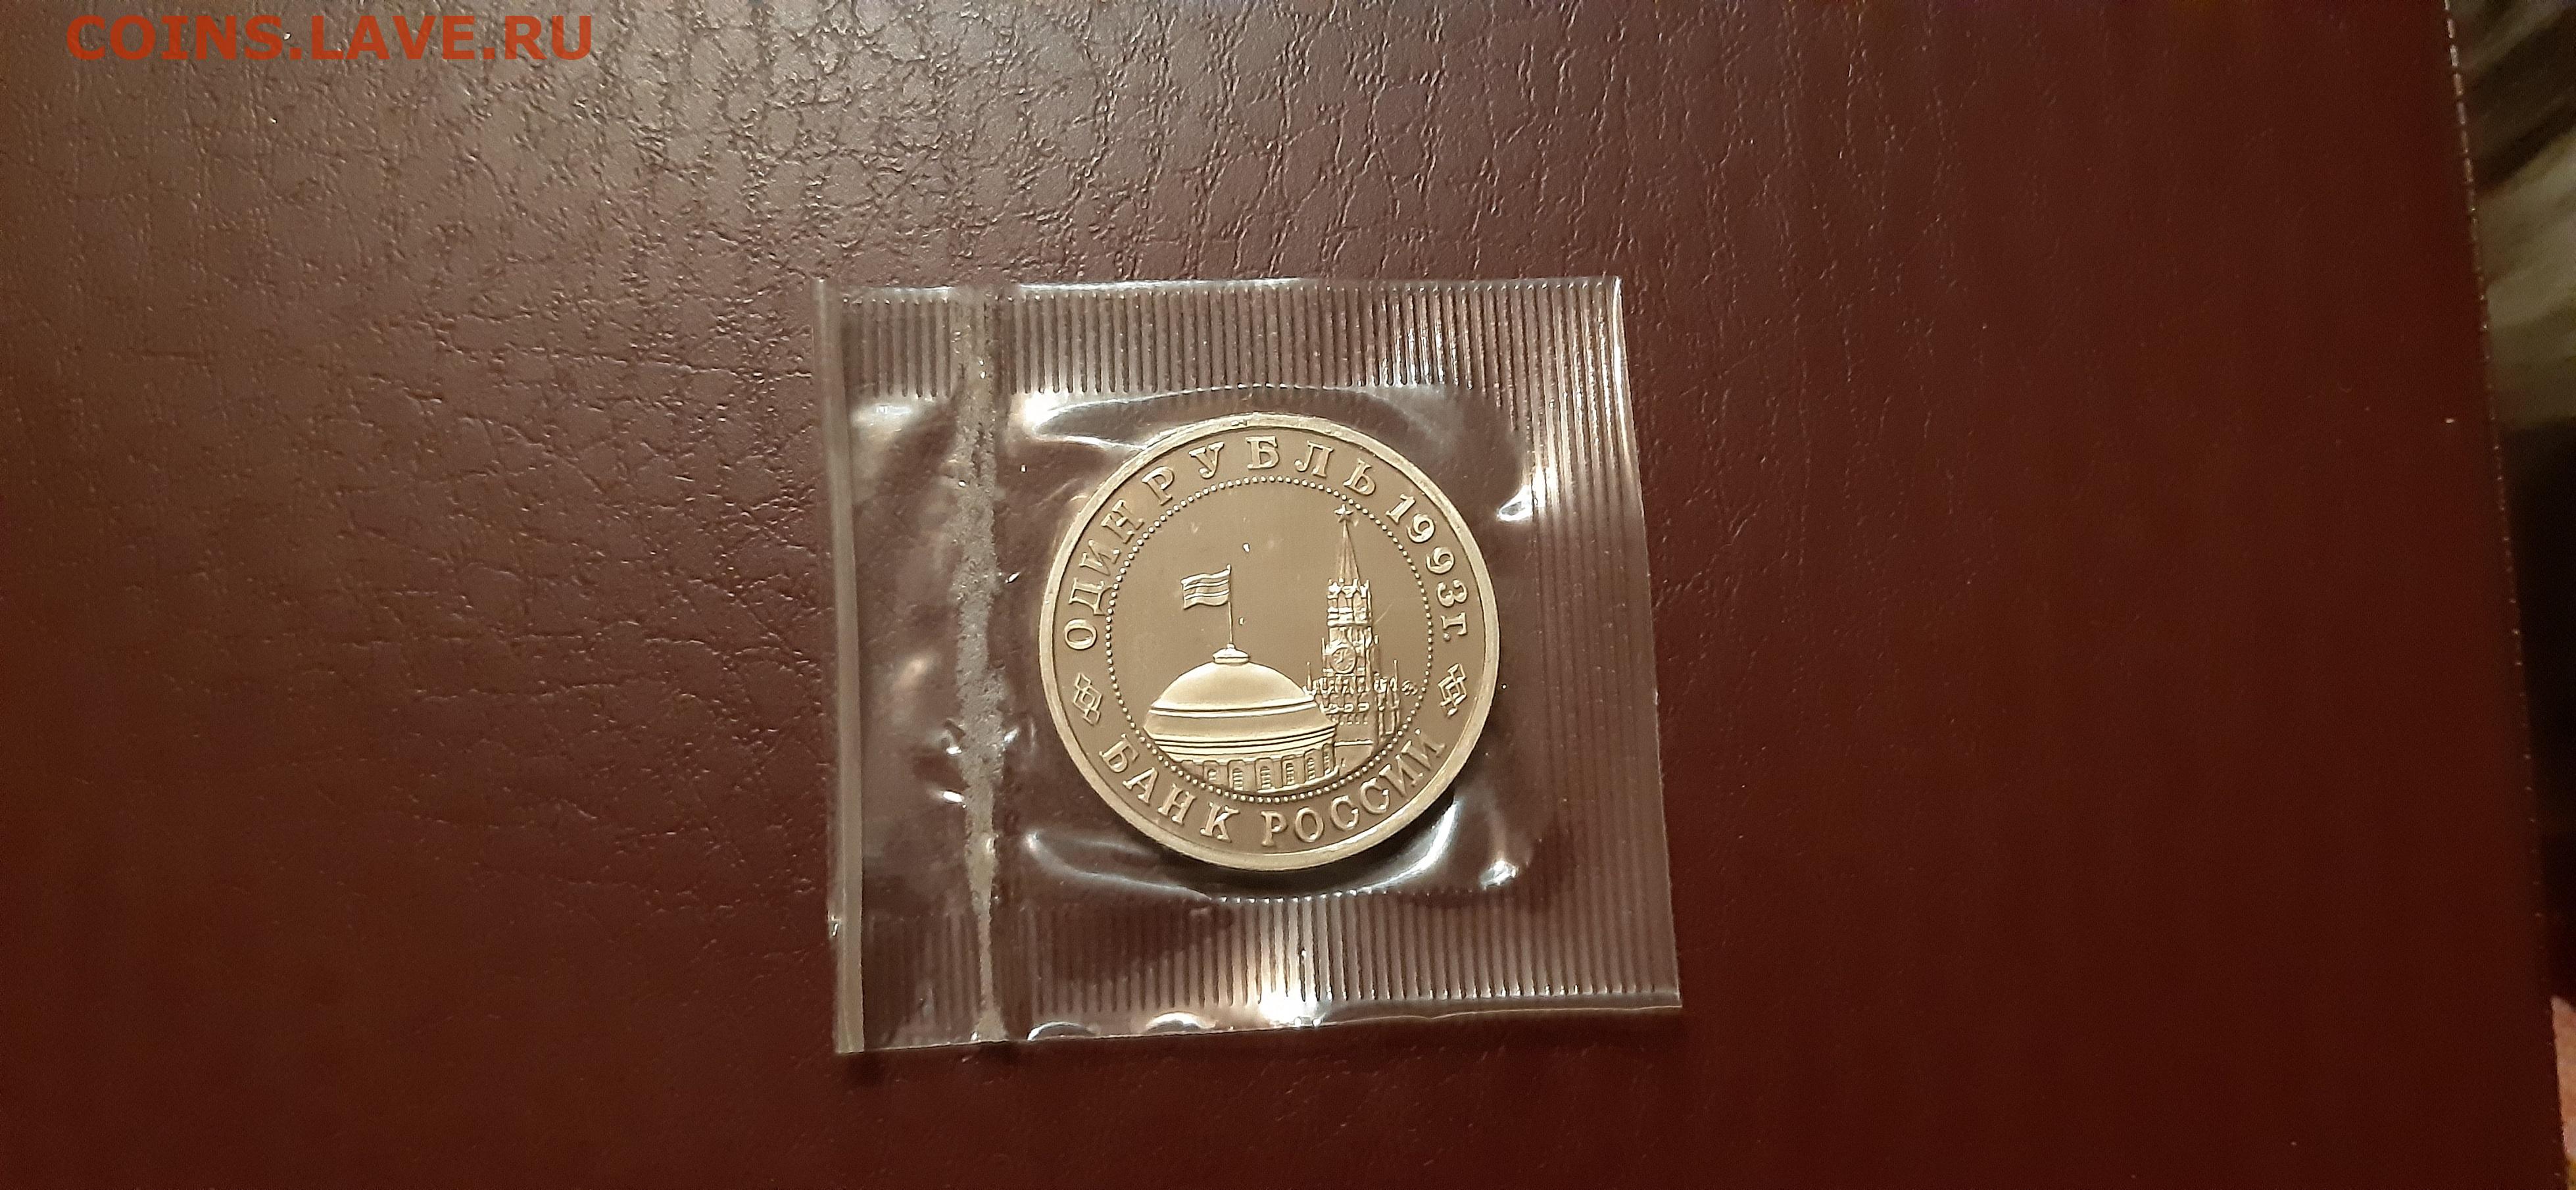 COINS.LAVE.RU
ОДИН РУБЛЬ 1993г.
БАНК РОССИИ